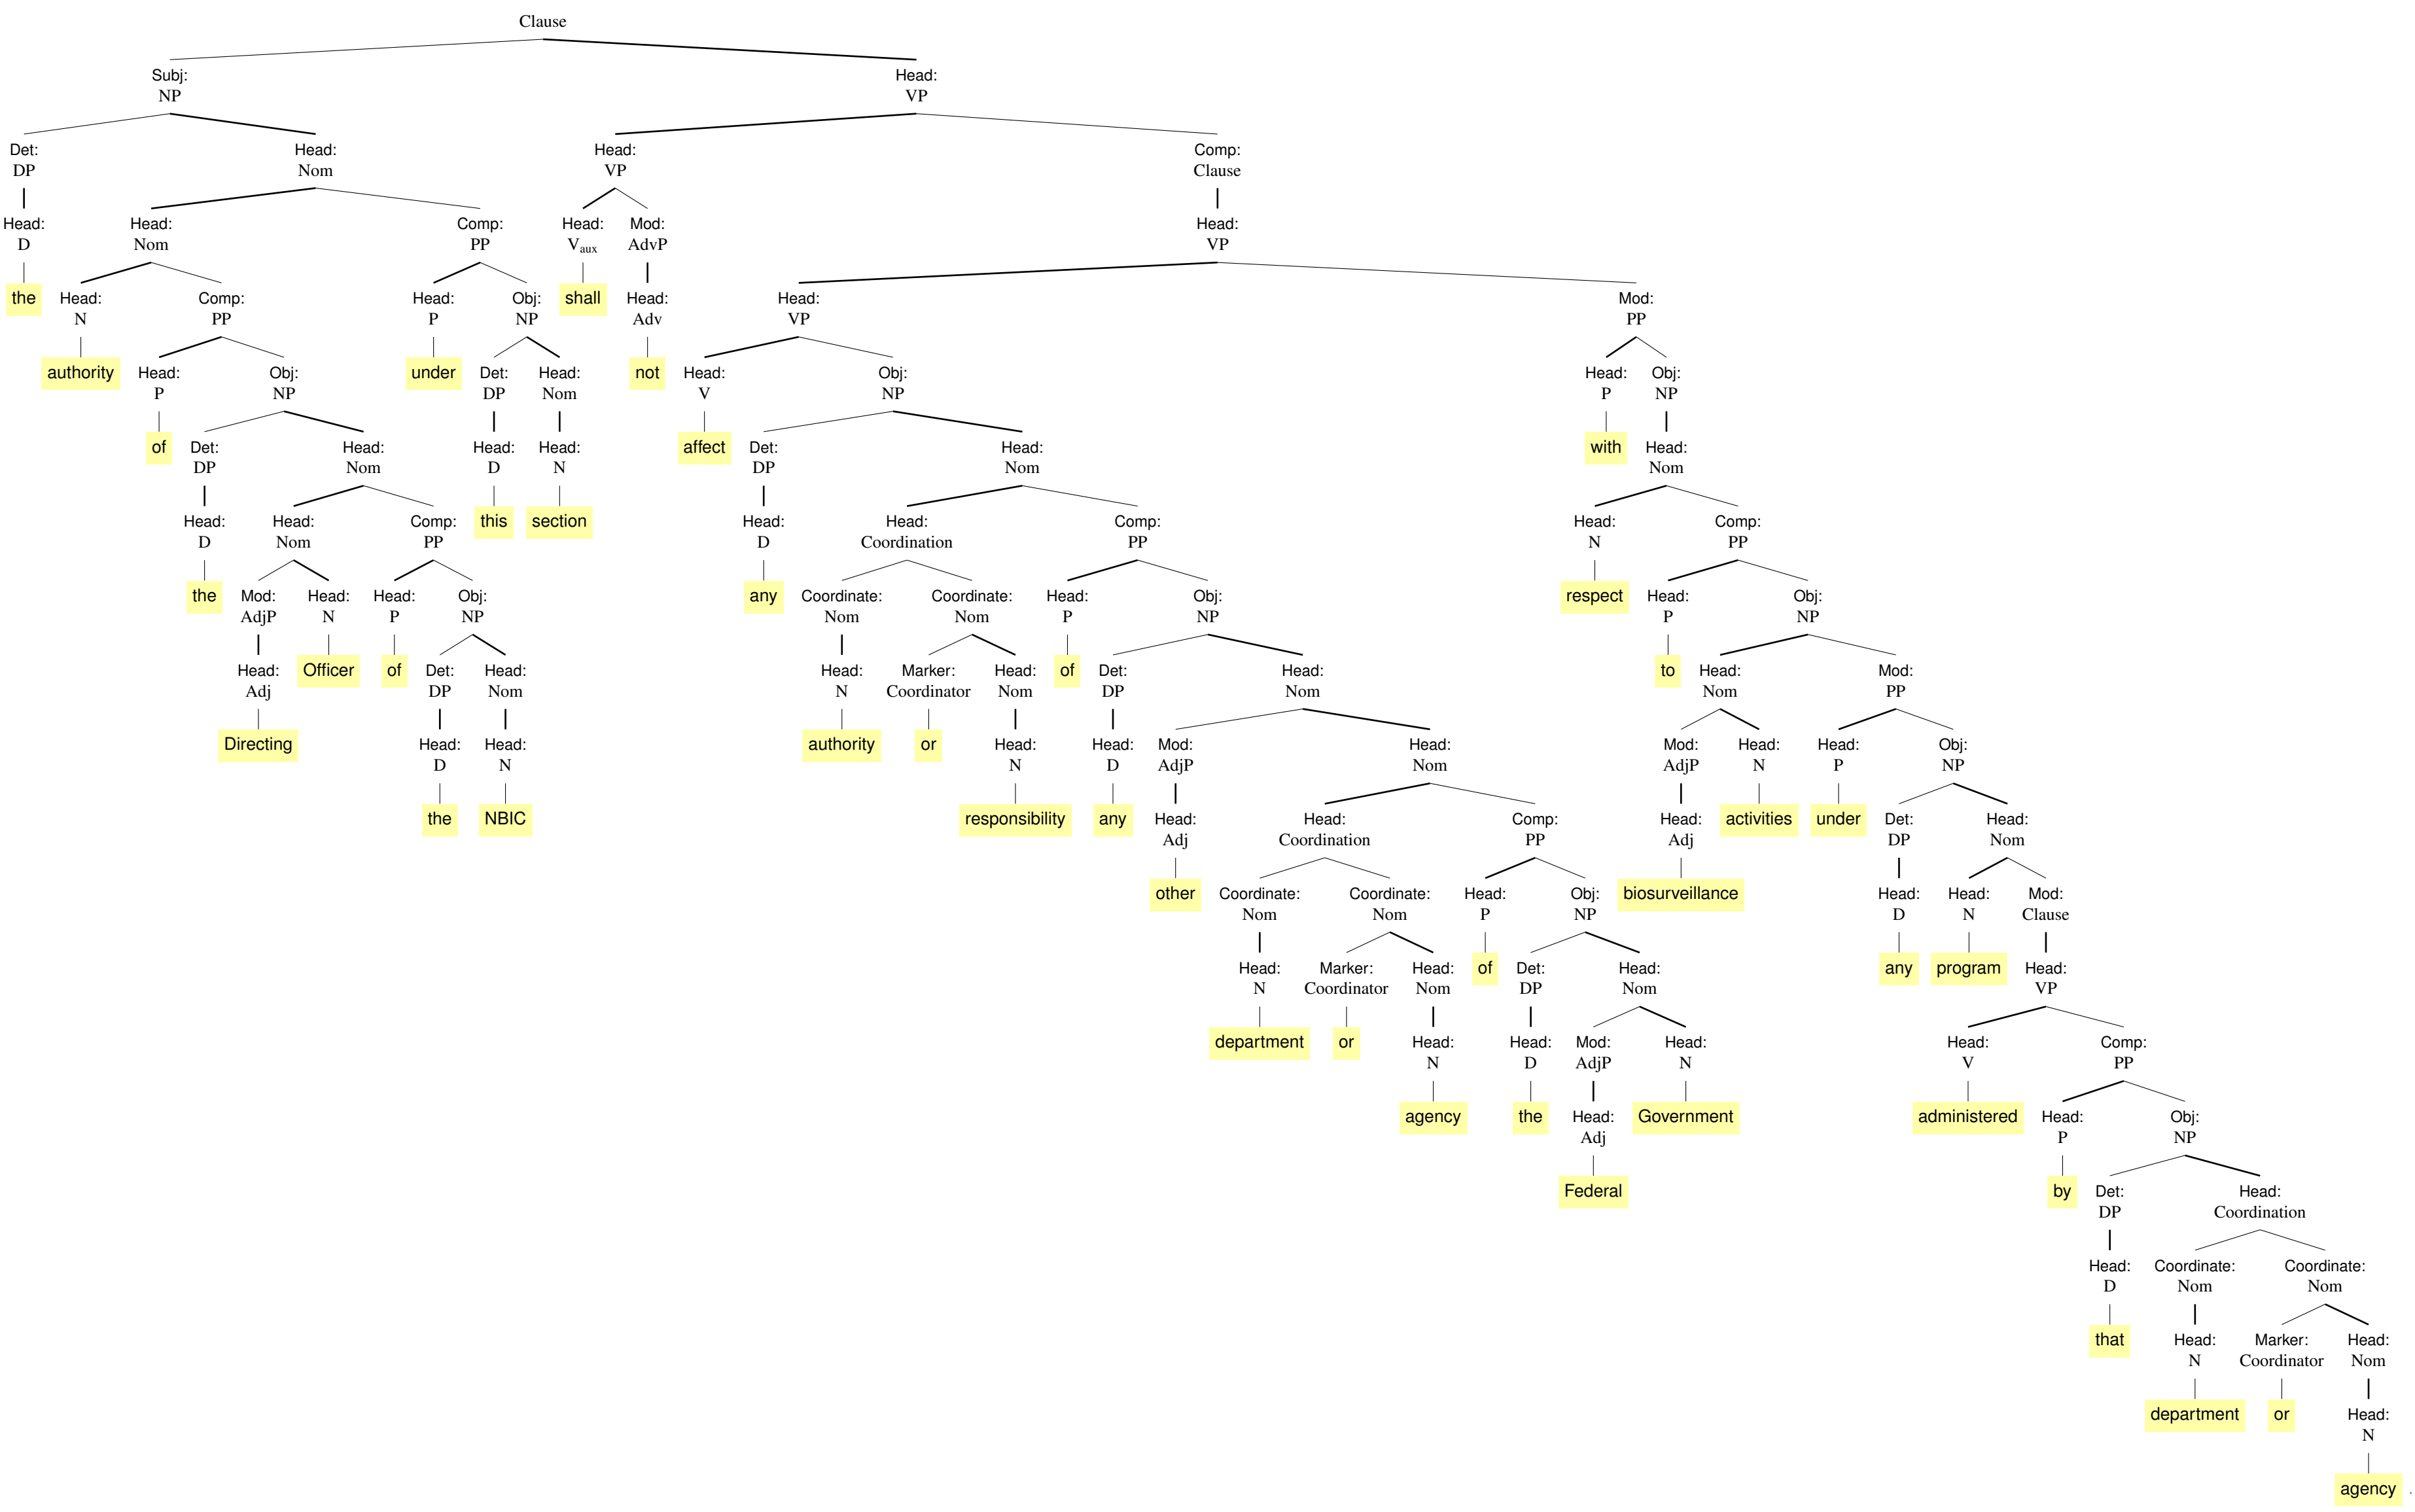 Clause
Subj: Head:
NP VP
Det: Head: Head: Comp:
DP Nom VP Clause
Head: Head: Comp: Head: Mod: Head:
D Nom PP Vaux AdvP VP
the Head: Comp: Head: Obj: shall Head: Head: Mod:
N PP P NP Adv VP PP
authority Head: Obj: under Det: Head: not Head: Obj: Head: Obj:
P NP DP Nom V NP P NP
of Det: Head: Head: Head: affect Det: Head: with Head:
DP Nom D N DP Nom Nom
Head: Head: Comp: this section Head: Head: Comp: Head: Comp:
D Nom PP D Coordination PP N PP
the Mod: Head: Head: Obj: any Coordinate: Coordinate: Head: Obj: respect Head: Obj:
AdjP N P NP Nom Nom P NP P NP
Head: Officer of Det: Head: Head: Marker: Head: of Det: Head: to Head: Mod:
Adj DP Nom N Coordinator Nom DP Nom Nom PP
Directing Head: Head: authority or Head: Head: Mod: Head: Mod: Head: Head: Obj:
D N N D AdjP Nom AdjP N P NP
the NBIC responsibility any Head: Head: Comp: Head: activities under Det: Head:
Adj Coordination PP Adj DP Nom
other Coordinate: Coordinate: Head: Obj: biosurveillance Head: Head: Mod:
Nom Nom P NP D N Clause
Head: Marker: Head: of Det: Head: any program Head:
N Coordinator Nom DP Nom VP
department or Head: Head: Mod: Head: Head: Comp:
N D AdjP N V PP
agency the Head: Government administered Head: Obj:
Adj P NP
Federal by Det: Head:
DP Coordination
Head: Coordinate: Coordinate:
D Nom Nom
that Head: Marker: Head:
N Coordinator Nom
department or Head:
N
agency .